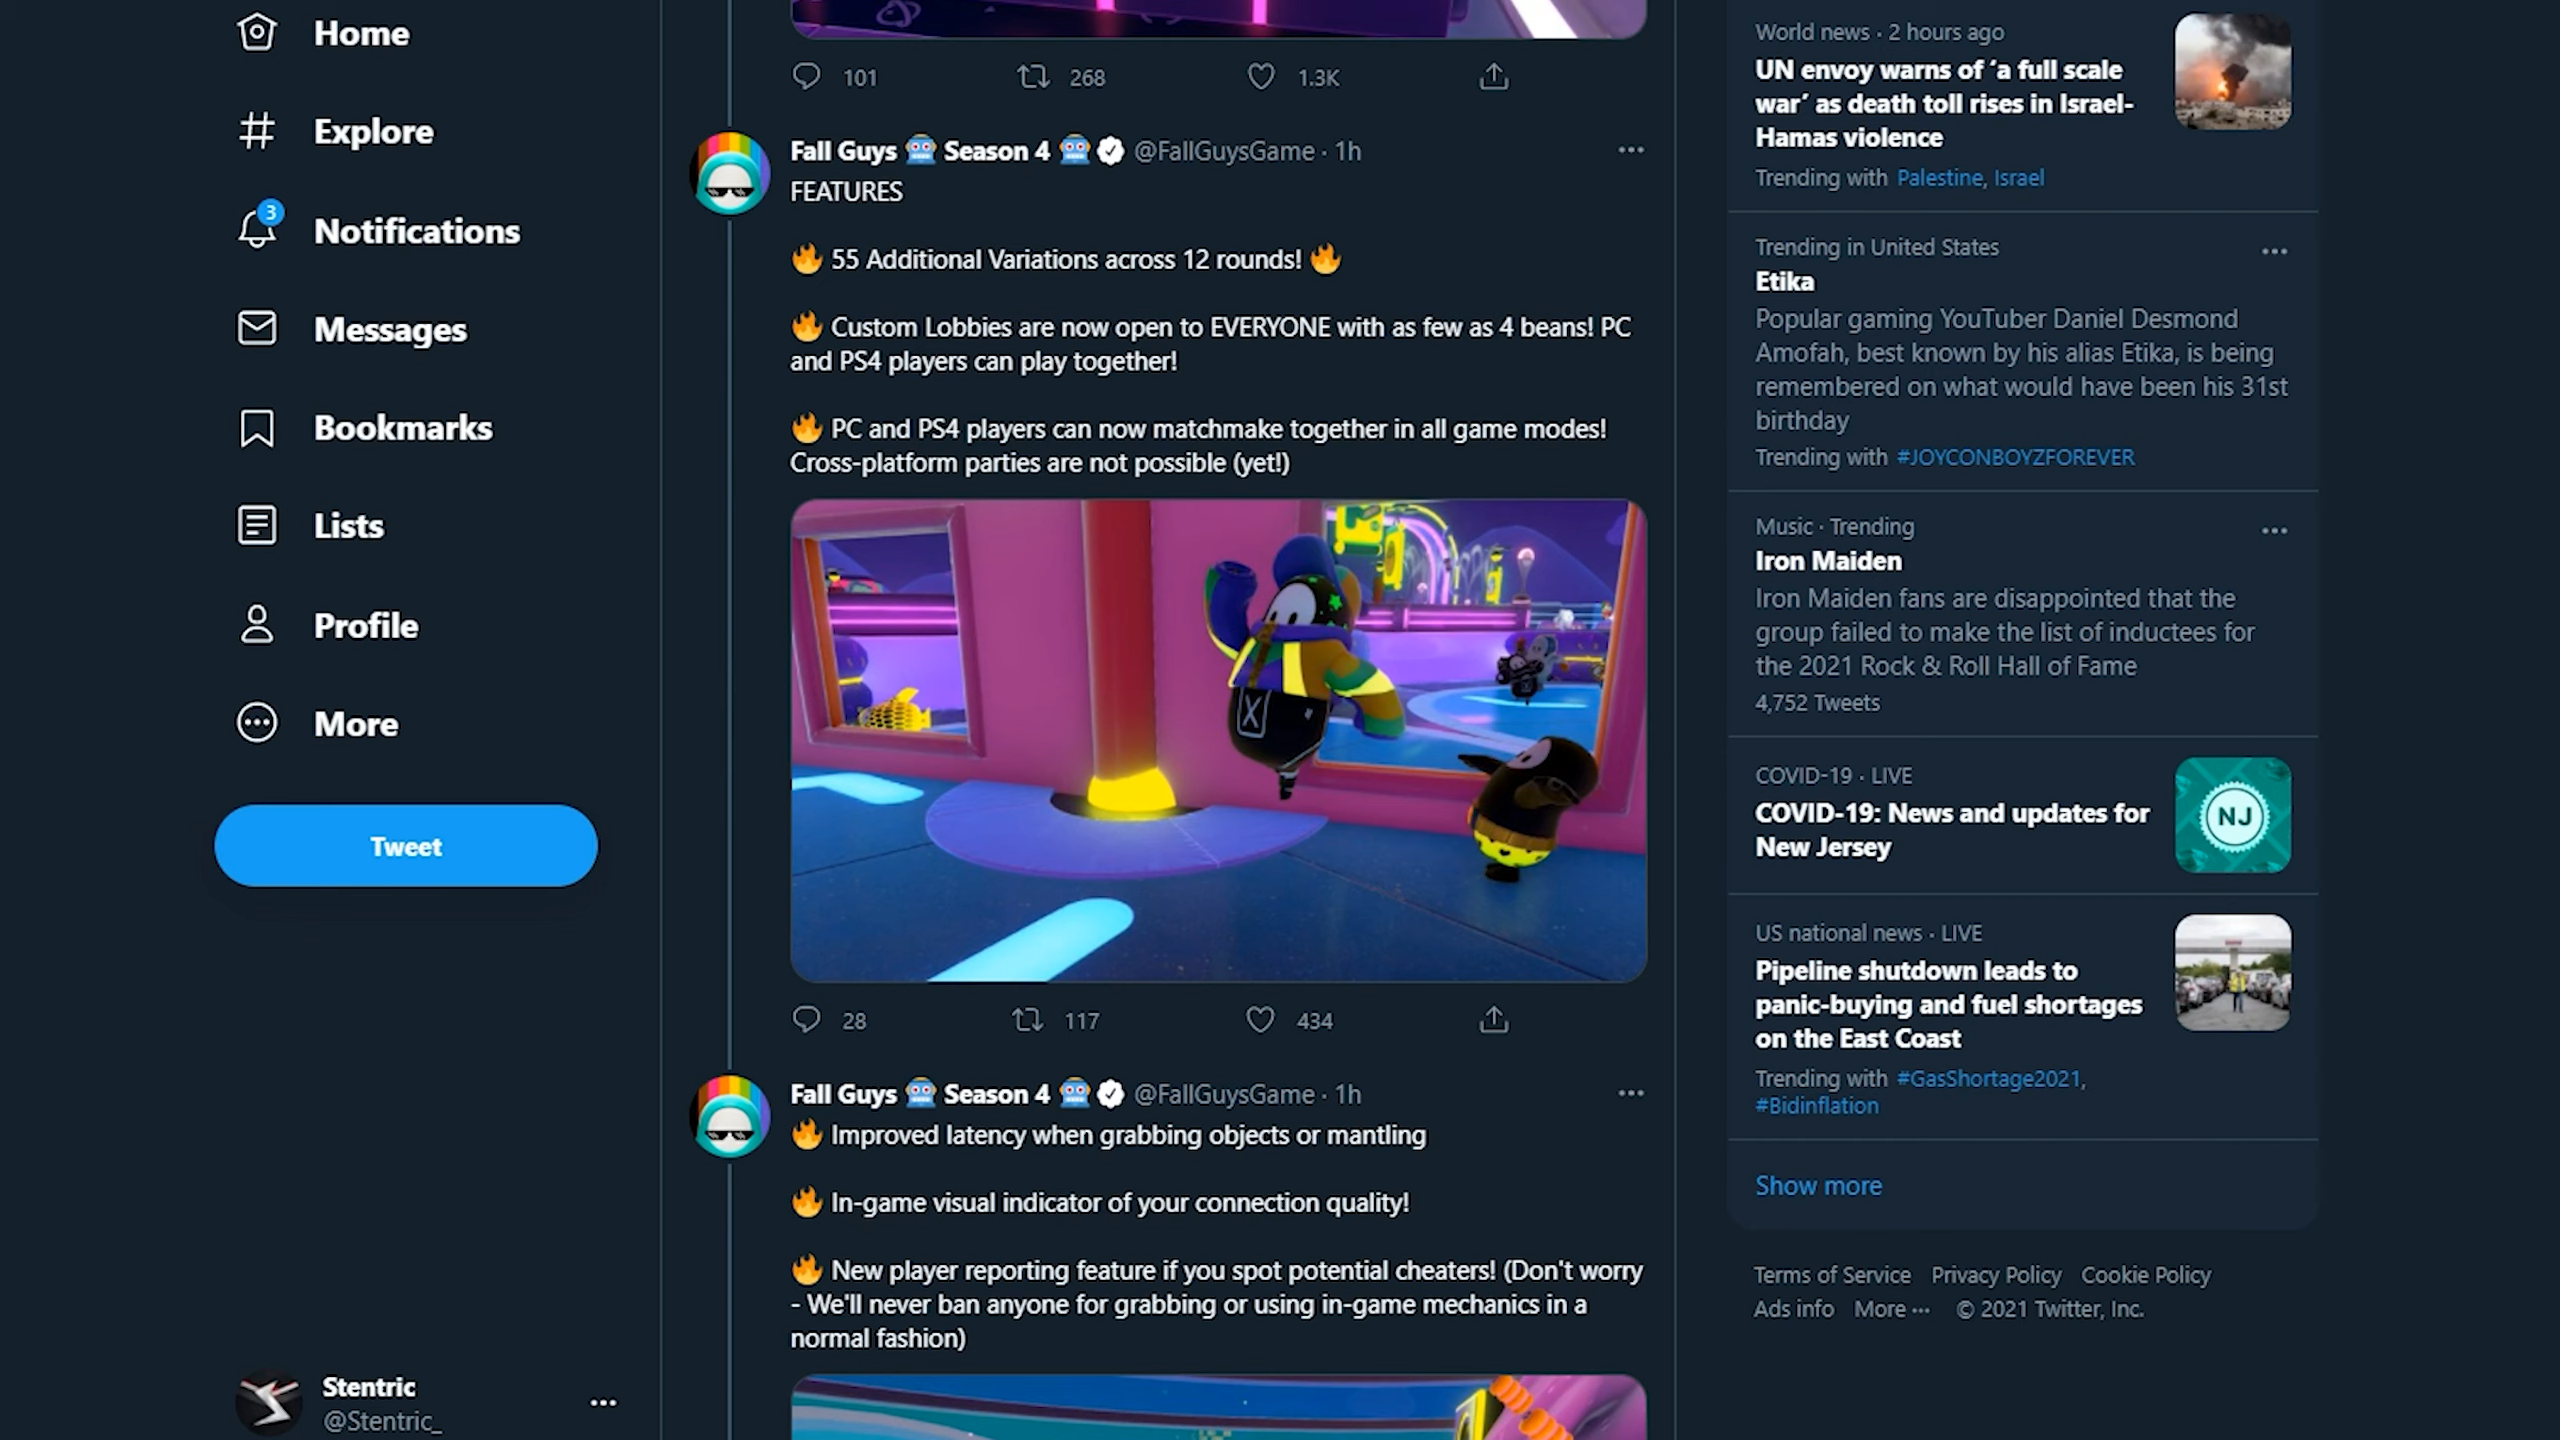 Home
Explore
3
Notifications
Messages
Bookmarks
Lists
Profile
More
Tweet
Stentric
@Stentric_
101 268 1.3K
Fall Guys 🤖 Season 4 🤖 @FallGuysGame · 1h
FEATURES
🔥 55 Additional Variations across 12 rounds! 🔥
🔥 Custom Lobbies are now open to EVERYONE with as few as 4 beans! PC
and PS4 players can play together!
🔥 PC and PS4 players can now matchmake together in all game modes!
Cross-platform parties are not possible (yet!)
X
28 117 434
Fall Guys 🤖 Season 4 🤖 @FallGuysGame · 1h
🔥 Improved latency when grabbing objects or mantling
🔥 In-game visual indicator of your connection quality!
🔥 New player reporting feature if you spot potential cheaters! (Don't worry
- We'll never ban anyone for grabbing or using in-game mechanics in a
normal fashion)
World news · 2 hours ago
UN envoy warns of ‘a full scale
war’ as death toll rises in Israel-
Hamas violence
Trending with Palestine, Israel
Trending in United States
Etika
Popular gaming YouTuber Daniel Desmond
Amofah, best known by his alias Etika, is being
remembered on what would have been his 31st
birthday
Trending with #JOYCONBOYZFOREVER
Music · Trending
Iron Maiden
Iron Maiden fans are disappointed that the
group failed to make the list of inductees for
the 2021 Rock & Roll Hall of Fame
4,752 Tweets
COVID-19 · LIVE
COVID-19: News and updates for
New Jersey
NJ
US national news · LIVE
Pipeline shutdown leads to
panic-buying and fuel shortages
on the East Coast
Trending with #GasShortage2021,
#Bidinflation
Show more
Terms of Service Privacy Policy Cookie Policy
Ads info More ··· © 2021 Twitter, Inc.